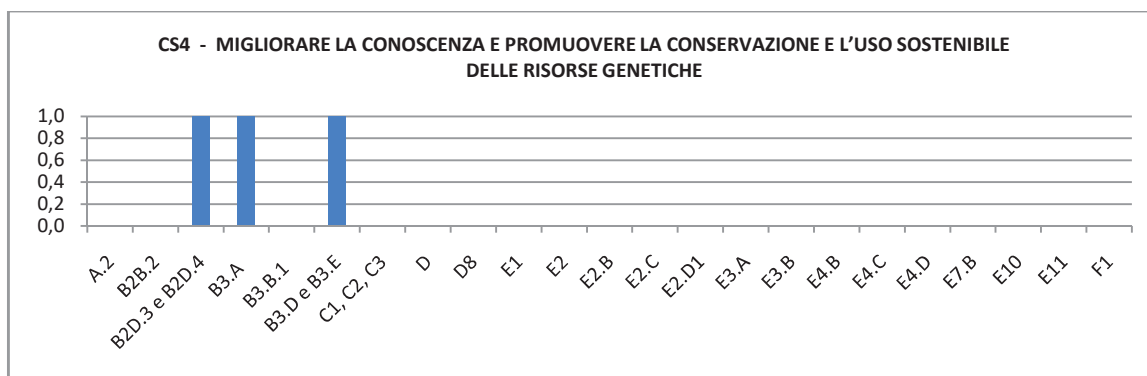 CS4 - MIGLIORARE LA CONOSCENZA E PROMUOVERE LA CONSERVAZIONE E L’USO SOSTENIBILE
DELLE RISORSE GENETICHE
1,0
0,8
0,6
0,4
0,2
0,0
A.2
B2B.2
B2D.3 e B2D.4
B3.A
B3.B.1
B3.D e B3.E
C1, C2, C3
D
D8
E1
E2
E2.B
E2.C
E2.D1
E3.A
E3.B
E4.B
E4.C
E4.D
E7.B
E10
E11
F1